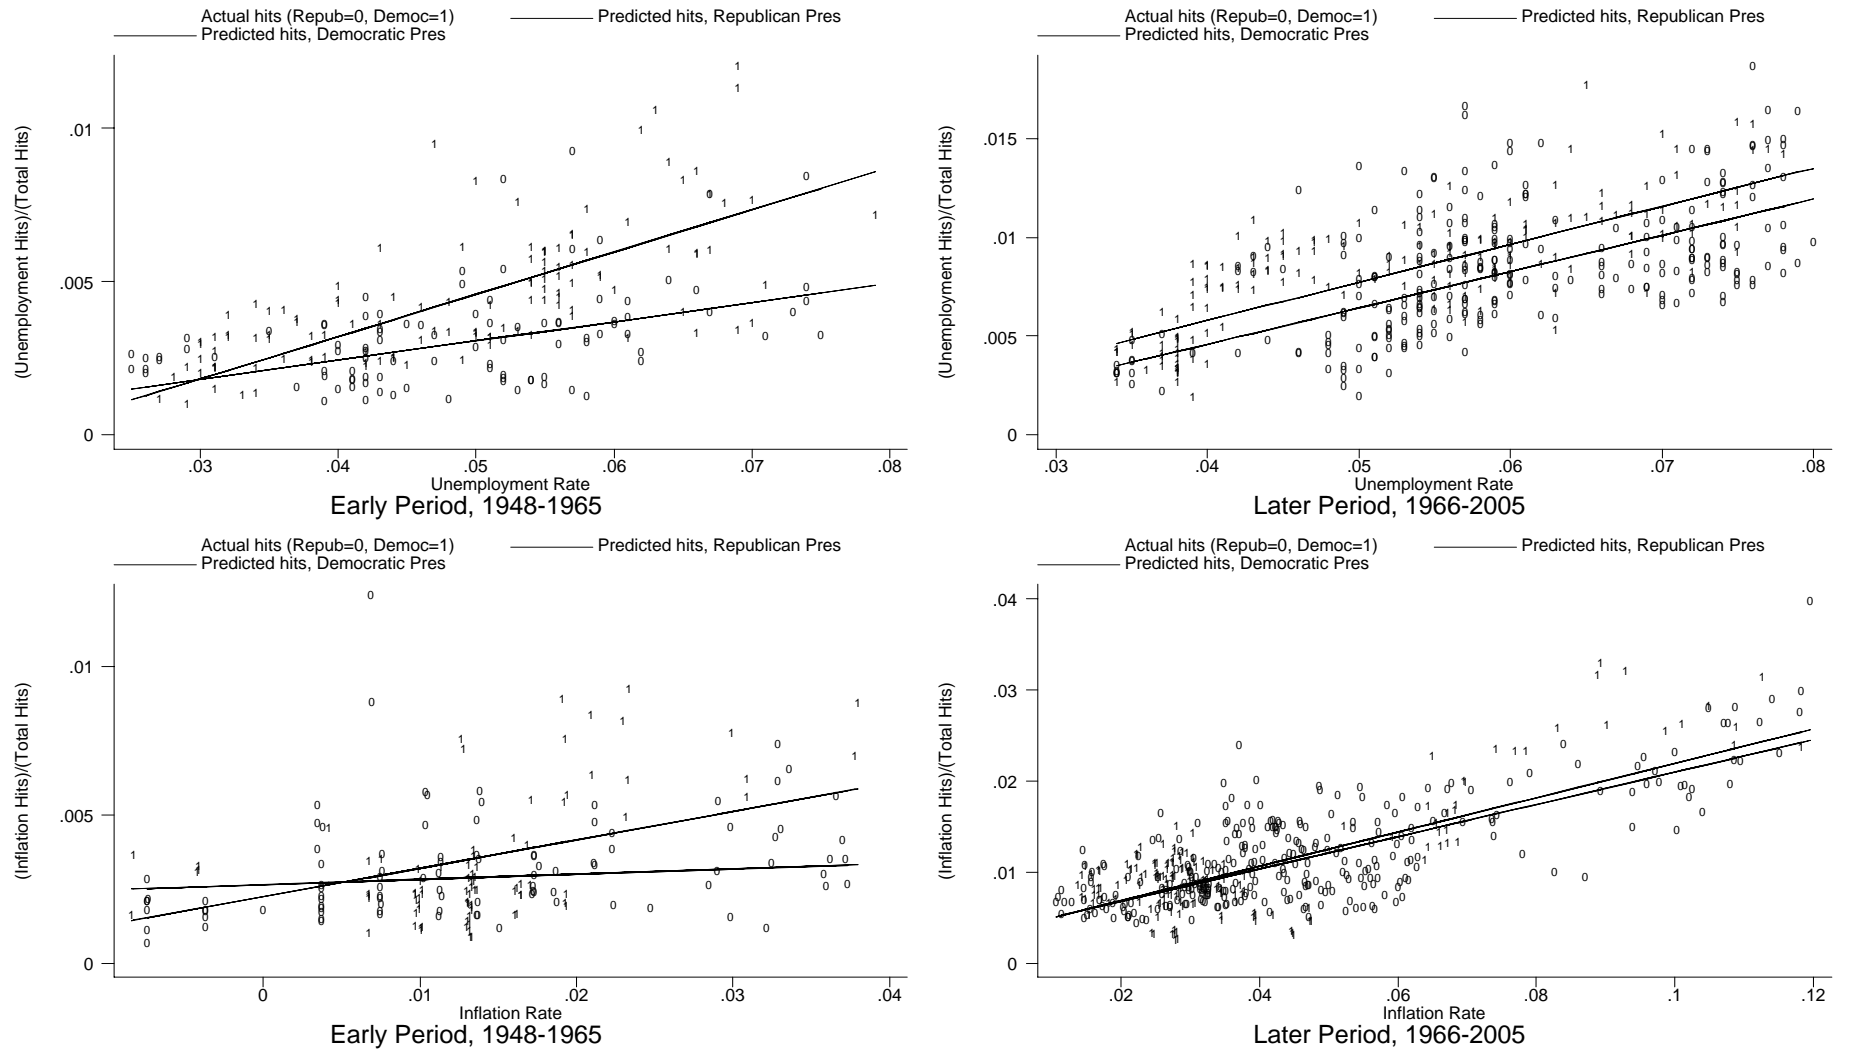 Actual hits (Repub=0, Democ=1) Predicted hits, Republican Pres
Predicted hits, Democratic Pres
(Unemployment Hits)/(Total Hits)
.01
.005
0
.03 .04 .05 .06 .07 .08
Unemployment Rate
Early Period, 1948-1965
Actual hits (Repub=0, Democ=1) Predicted hits, Republican Pres
Predicted hits, Democratic Pres
(Unemployment Hits)/(Total Hits)
.015
.01
.005
0
.03 .04 .05 .06 .07 .08
Unemployment Rate
Later Period, 1966-2005
Actual hits (Repub=0, Democ=1) Predicted hits, Republican Pres
Predicted hits, Democratic Pres
(Inflation Hits)/(Total Hits)
.01
.005
0
0 .01 .02 .03 .04
Inflation Rate
Early Period, 1948-1965
Actual hits (Repub=0, Democ=1) Predicted hits, Republican Pres
Predicted hits, Democratic Pres
(Inflation Hits)/(Total Hits)
.04
.03
.02
.01
0
.02 .04 .06 .08 .1 .12
Inflation Rate
Later Period, 1966-2005